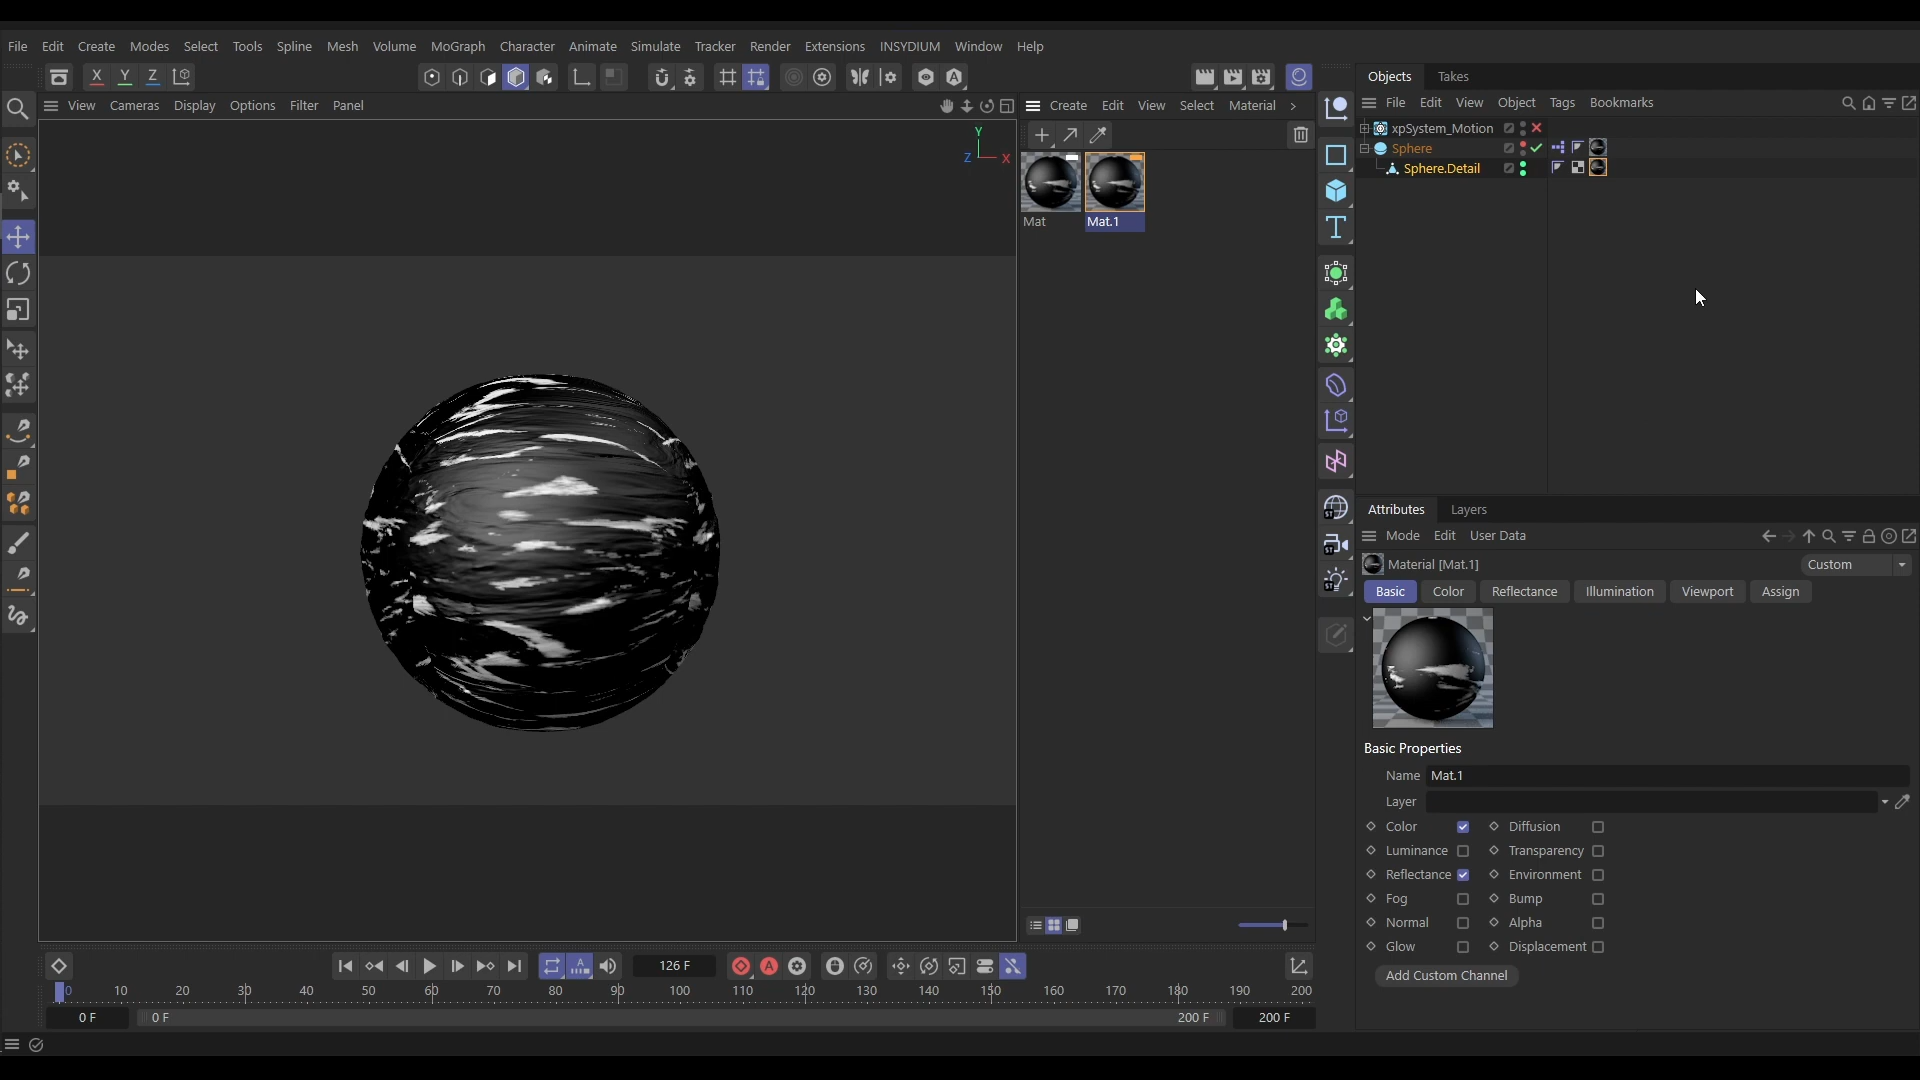 File Edit Create Modes Select Tools Spline Mesh Volume MoGraph Character Animate Simulate Tracker Render Extensions INSYDIUM Window Help
X Y Z
Objects Takes
View Cameras Display Options Filter Panel
Create Edit View Select Material
File Edit View Object Tags Bookmarks
xpSystem_Motion
Sphere
Sphere.Detail
Y
Z X
Mat Mat.1
Attributes Layers
Mode Edit User Data
Material [Mat.1] Custom
Basic Color Reflectance Illumination Viewport Assign
Basic Properties
Name Mat.1
Layer
Color Diffusion
Luminance Transparency
Reflectance Environment
Fog Bump
Normal Alpha
Glow Displacement
Add Custom Channel
126 F
0 10 20 30 40 50 60 70 80 90 100 110 120 130 140 150 160 170 180 190 200
0 F 0 F 200 F 200 F